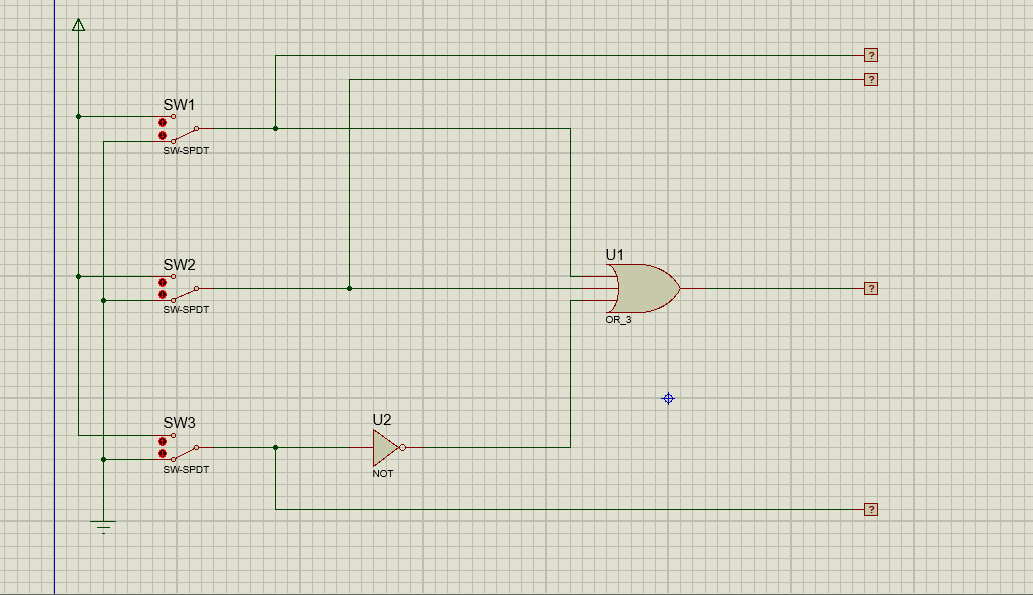 ?
?
SW1
SW-SPDT
SW2
SW-SPDT
U1
?
OR_3
SW3
SW-SPDT
U2
NOT
?